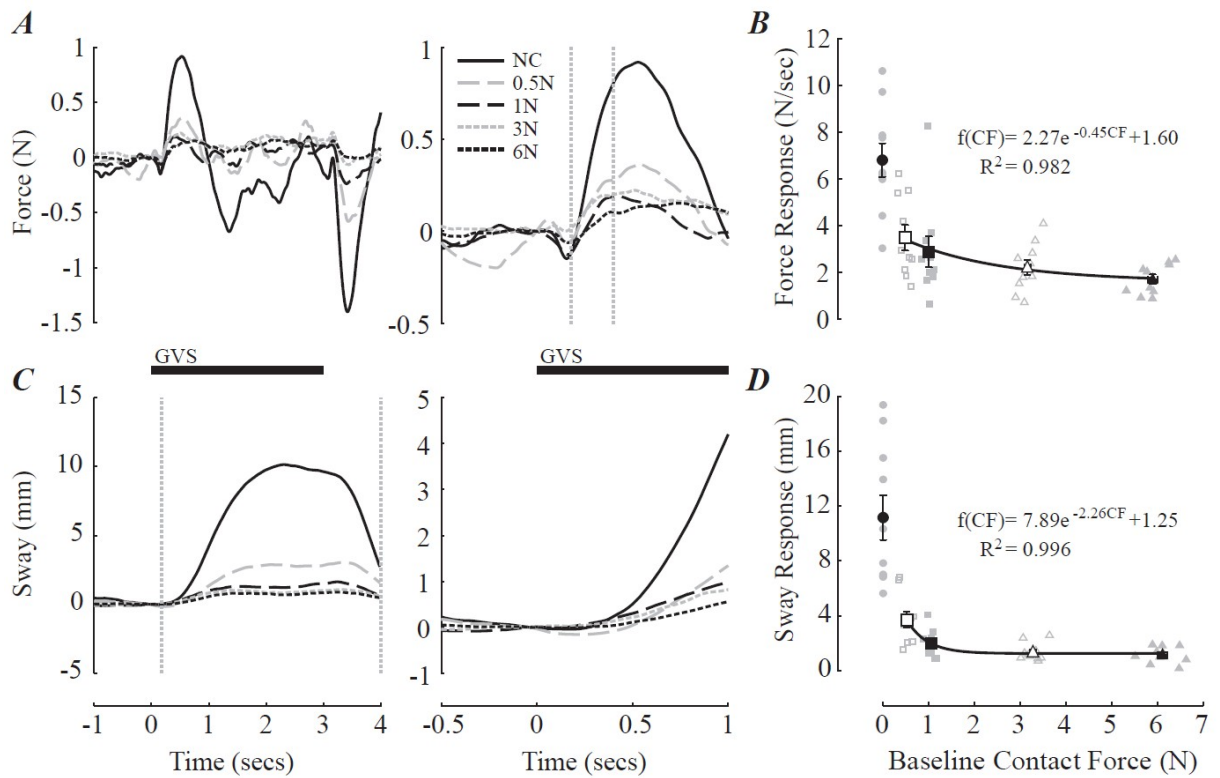 A
B
Force (N)
1
0.5
0
-0.5
-1
-1.5
1
0.5
0
-0.5
NC
0.5N
1N
3N
6N
Force Response (N/sec)
12
10
8
6
4
2
0
f(CF)= 2.27e^-0.45CF+1.60
R²= 0.982
GVS
GVS
C
D
Sway (mm)
15
10
5
0
-5
-1 0 1 2 3 4
Time (secs)
5
4
3
2
1
0
-1
-0.5 0 0.5 1
Time (secs)
Sway Response (mm)
20
16
12
8
4
0
f(CF)= 7.89e^-2.26CF+1.25
R²= 0.996
0 1 2 3 4 5 6 7
Baseline Contact Force (N)